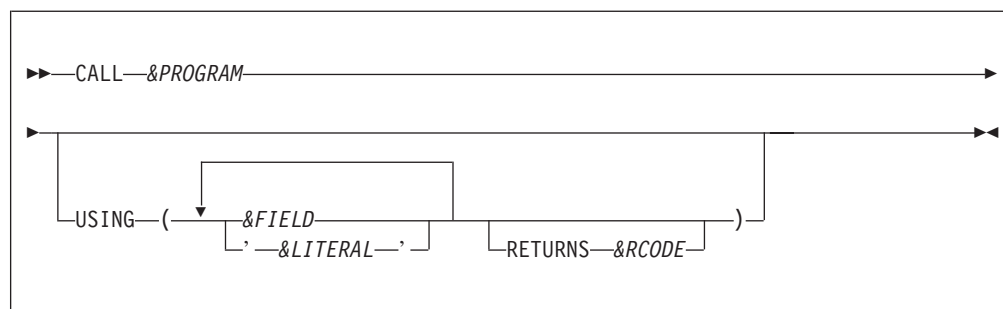 CALL &PROGRAM
USING ( &FIELD
' &LITERAL '
RETURNS &RCODE )